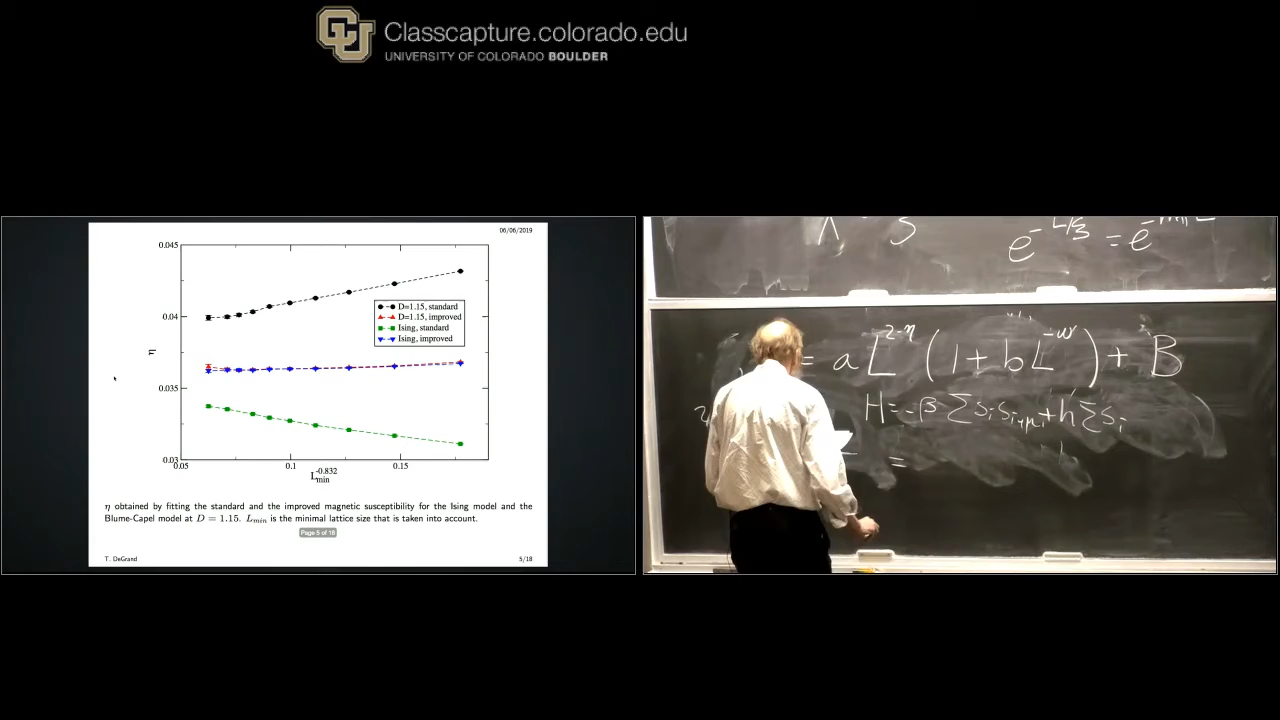 Classcapture.colorado.edu
UNIVERSITY OF COLORADO BOULDER
06/06/2019
0.045
0.04
0.035
0.03
η
D=1.15, standard
D=1.15, improved
Ising, standard
Ising, improved
0.05 0.1 0.15
L_min^-0.832
η obtained by fitting the standard and the improved magnetic susceptibility for the Ising model and the
Blume-Capel model at D = 1.15. L_min is the minimal lattice size that is taken into account.
Page 5 of 18
T. DeGrand 5/18
e^{-L/ξ} = e
= a L^{2-η} (1 + b L^{-ω}) + B
H = -β Σ S_i S_{i+μ} + h Σ S_i
=